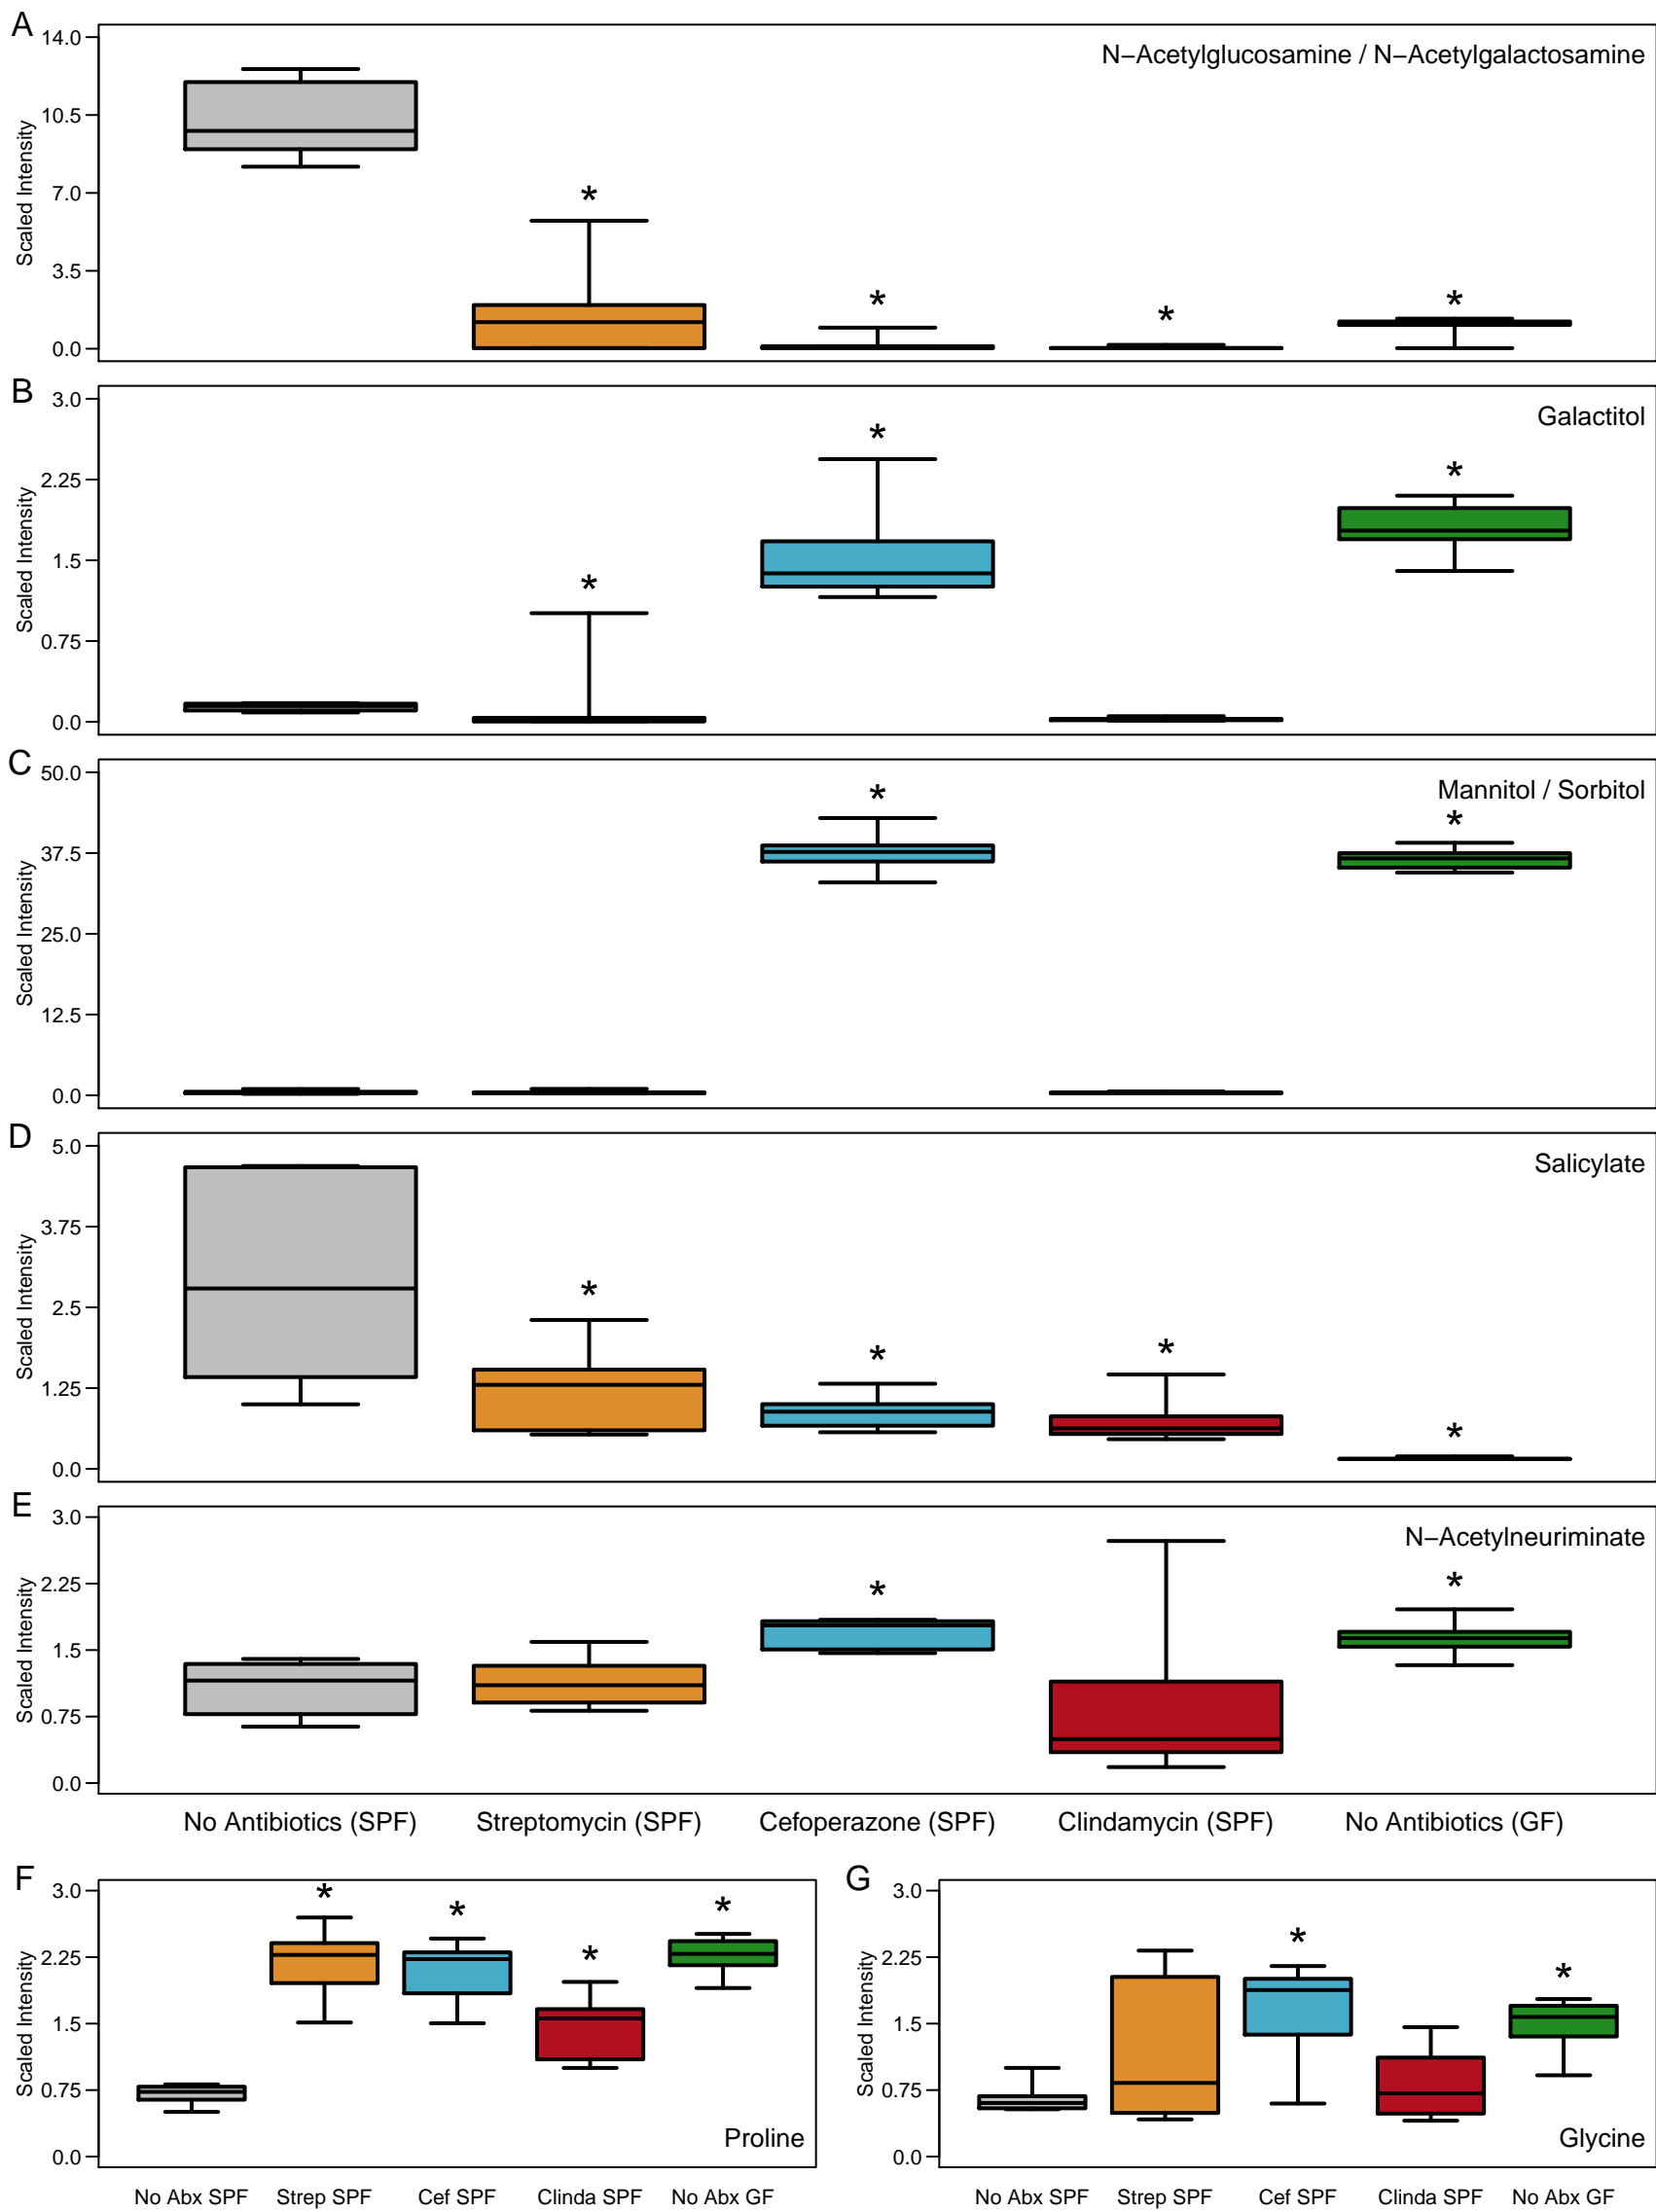 A
N−Acetylglucosamine / N−Acetylgalactosamine
Scaled Intensity
14.0
10.5
7.0
3.5
0.0
*
*
*
*
B
Galactitol
Scaled Intensity
3.0
2.25
1.5
0.75
0.0
*
*
*
C
Mannitol / Sorbitol
Scaled Intensity
50.0
37.5
25.0
12.5
0.0
*
*
D
Salicylate
Scaled Intensity
5.0
3.75
2.5
1.25
0.0
*
*
*
*
E
N−Acetylneuriminate
Scaled Intensity
3.0
2.25
1.5
0.75
0.0
*
*
No Antibiotics (SPF) Streptomycin (SPF) Cefoperazone (SPF) Clindamycin (SPF) No Antibiotics (GF)
F
Scaled Intensity
3.0
2.25
1.5
0.75
0.0
*
*
*
*
Proline
No Abx SPF Strep SPF Cef SPF Clinda SPF No Abx GF
G
Scaled Intensity
3.0
2.25
1.5
0.75
0.0
*
*
Glycine
No Abx SPF Strep SPF Cef SPF Clinda SPF No Abx GF